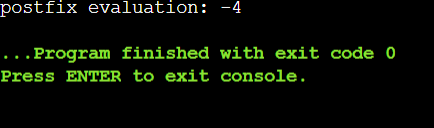 postfix evaluation: -4
...Program finished with exit code 0
Press ENTER to exit console.